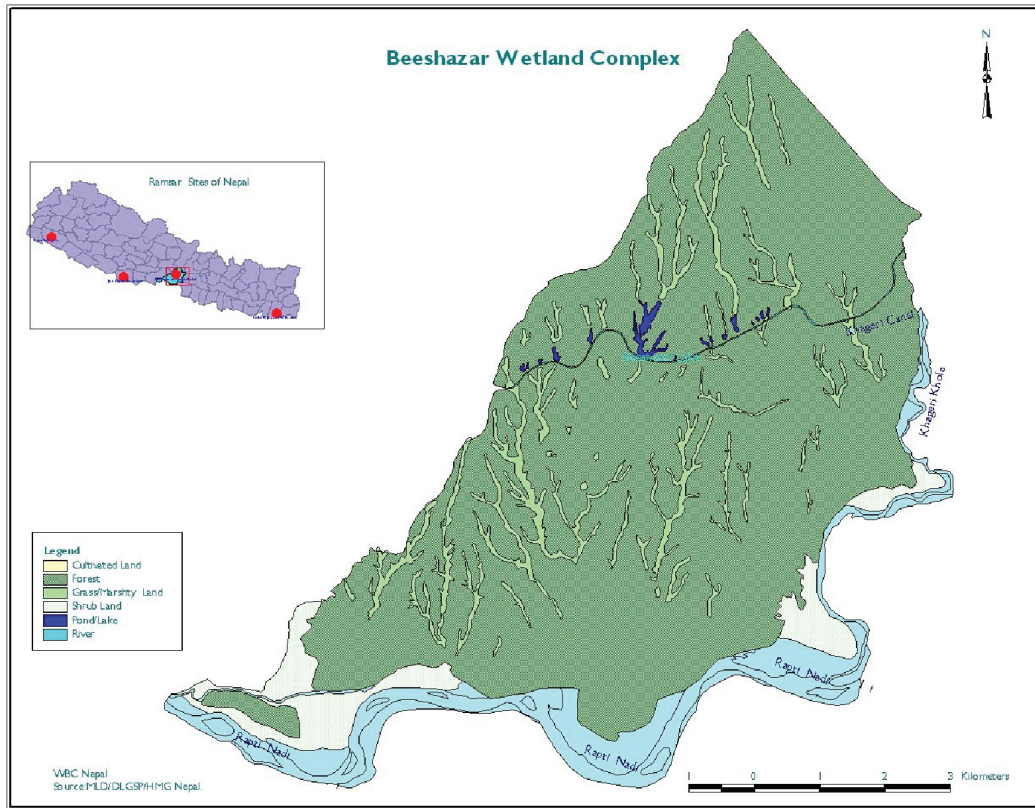 Beeshazar Wetland Complex
N
Ramsar Sites of Nepal
Khageri Canal
Khageri Khola
Legend
Cultivated Land
Forest
Grass/Marshty Land
Shrub Land
Pond/Lake
River
Rapti Nadi
Rapti Nadi
Rapti Nadi
WBC Nepal
Source:MLD/DLGSP/HMG Nepal.
1 0 1 2 3 Kilometers